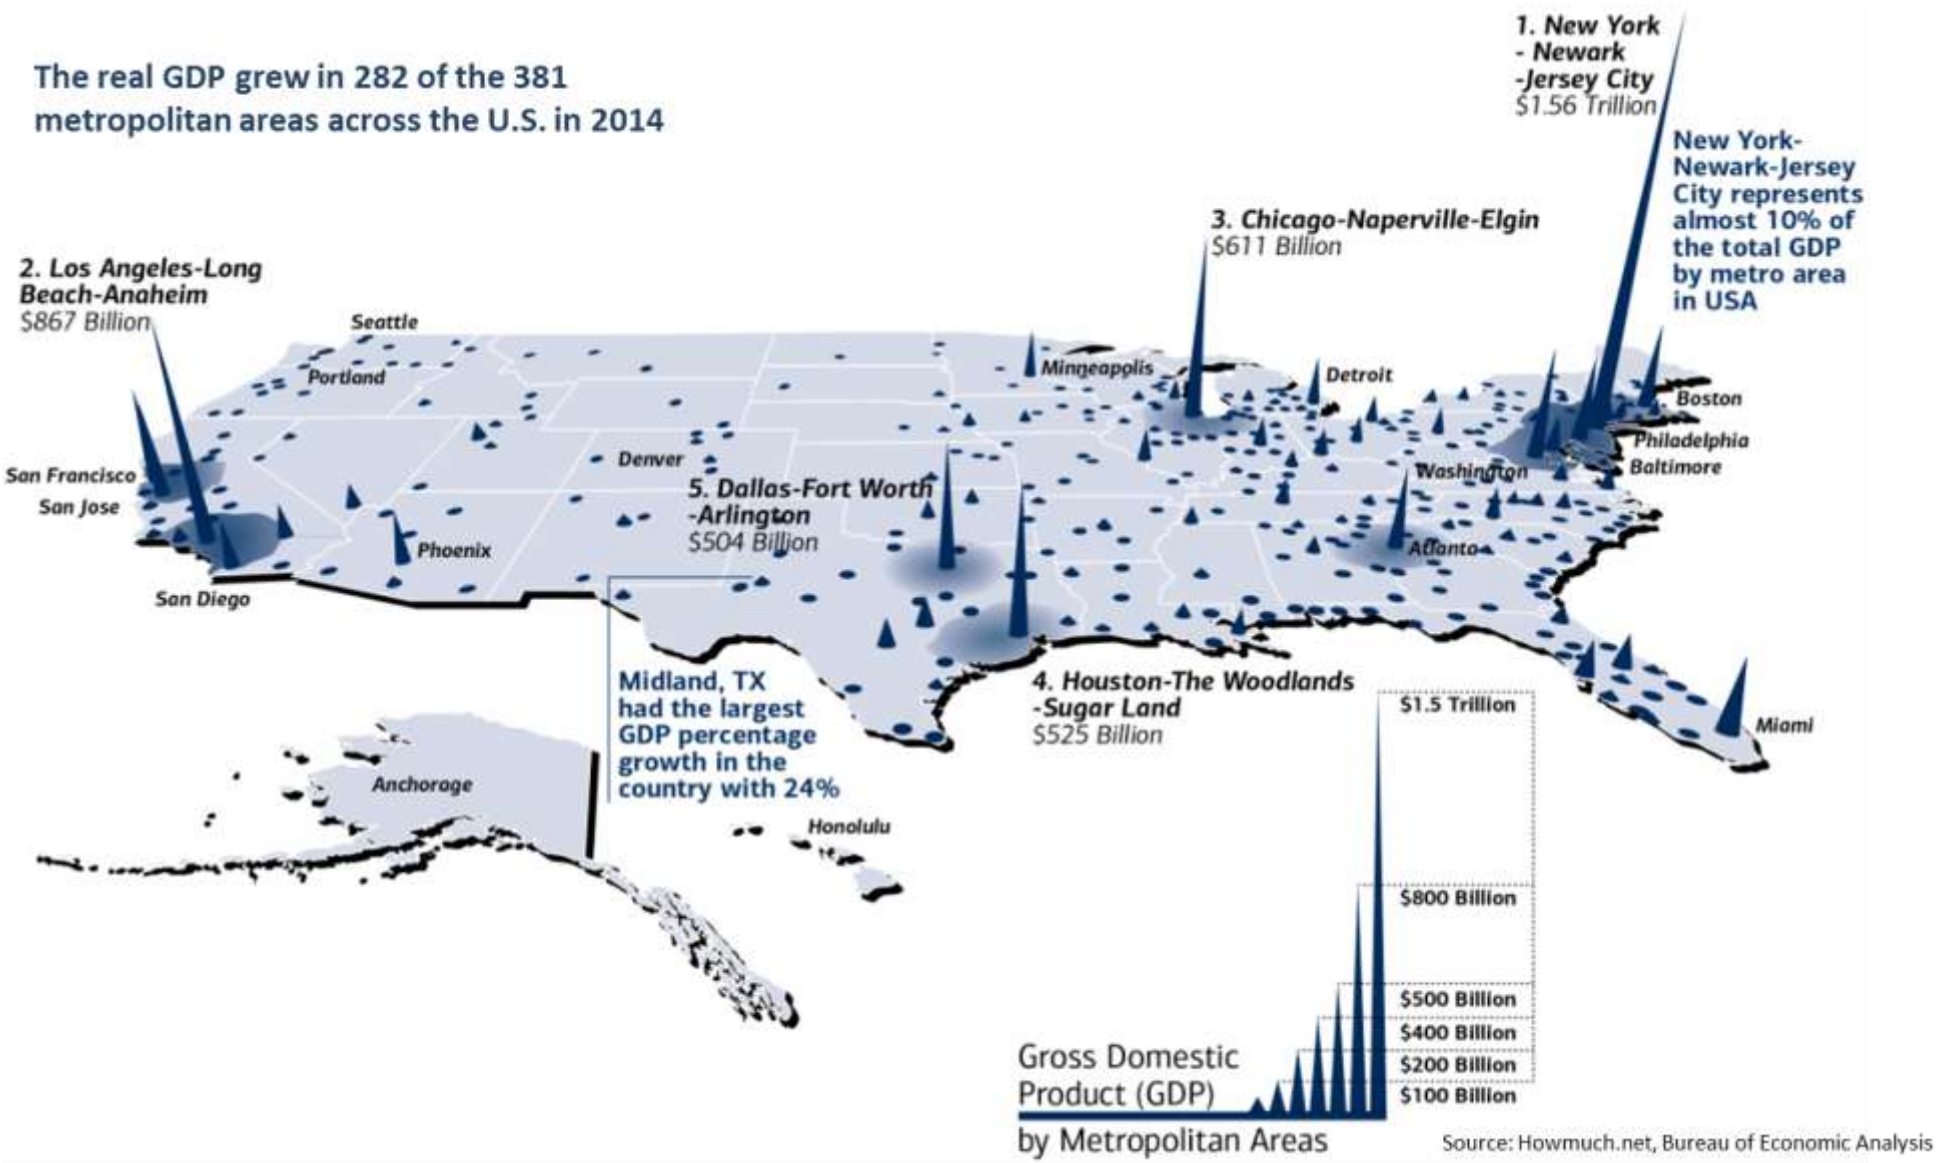 The real GDP grew in 282 of the 381
metropolitan areas across the U.S. in 2014
1. New York
- Newark
-Jersey City
$1.56 Trillion
New York-
Newark-Jersey
City represents
almost 10% of
the total GDP
by metro area
in USA
3. Chicago-Naperville-Elgin
$611 Billion
2. Los Angeles-Long
Beach-Anaheim
$867 Billion
Seattle
Portland
Minneapolis
Detroit
Boston
Philadelphia
Baltimore
Washington
San Francisco
San Jose
Denver
5. Dallas-Fort Worth
-Arlington
$504 Billion
Phoenix
Atlanta
San Diego
Midland, TX
had the largest
GDP percentage
growth in the
country with 24%
4. Houston-The Woodlands
-Sugar Land
$525 Billion
Miami
Anchorage
Honolulu
$1.5 Trillion
$800 Billion
$500 Billion
$400 Billion
$200 Billion
$100 Billion
Gross Domestic
Product (GDP)
by Metropolitan Areas
Source: Howmuch.net, Bureau of Economic Analysis